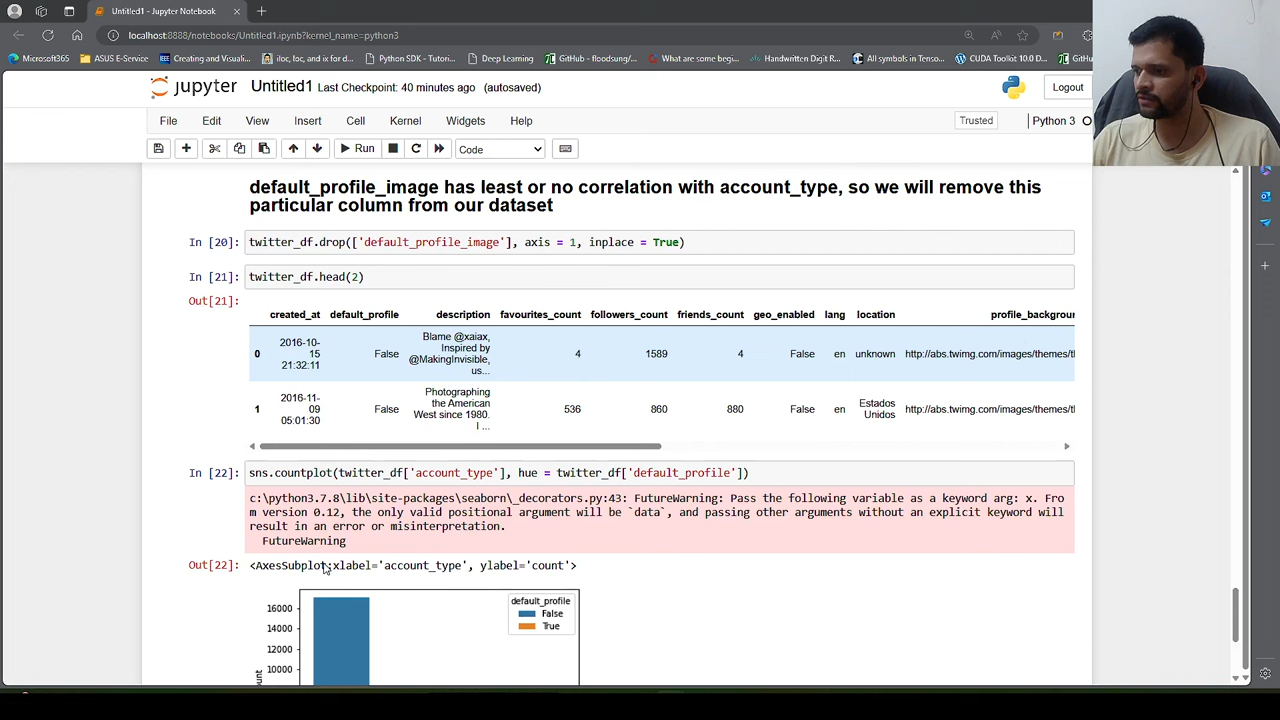 Untitled1 - Jupyter Notebook
localhost:8888/notebooks/Untitled1.ipynb?kernel_name=python3
Microsoft365
ASUS E-Service
Creating and Visuali...
iloc, loc, and ix for d...
Python SDK - Tutori...
Deep Learning
GitHub - floodsung/...
What are some begi...
Handwritten Digit R...
All symbols in Tenso...
CUDA Toolkit 10.0 D...
GitHu
jupyter Untitled1 Last Checkpoint: 40 minutes ago (autosaved)
Logout
File Edit View Insert Cell Kernel Widgets Help
Trusted
Python 3
Run
Code
default_profile_image has least or no correlation with account_type, so we will remove this
particular column from our dataset
In [20]: twitter_df.drop(['default_profile_image'], axis = 1, inplace = True)
In [21]: twitter_df.head(2)
Out[21]:
created_at default_profile description favourites_count followers_count friends_count geo_enabled lang location profile_backgroun
0 2016-10-15 21:32:11 False Blame @xaiax, Inspired by @MakingInvisible, us... 4 1589 4 False en unknown http://abs.twimg.com/images/themes/th
1 2016-11-09 05:01:30 False Photographing the American West since 1980. I ... 536 860 880 False en Estados Unidos http://abs.twimg.com/images/themes/th
In [22]: sns.countplot(twitter_df['account_type'], hue = twitter_df['default_profile'])
c:\python3.7.8\lib\site-packages\seaborn\_decorators.py:43: FutureWarning: Pass the following variable as a keyword arg: x. Fro
m version 0.12, the only valid positional argument will be `data`, and passing other arguments without an explicit keyword will
result in an error or misinterpretation.
FutureWarning
Out[22]: <AxesSubplot:xlabel='account_type', ylabel='count'>
default_profile
False
True
16000
14000
12000
10000